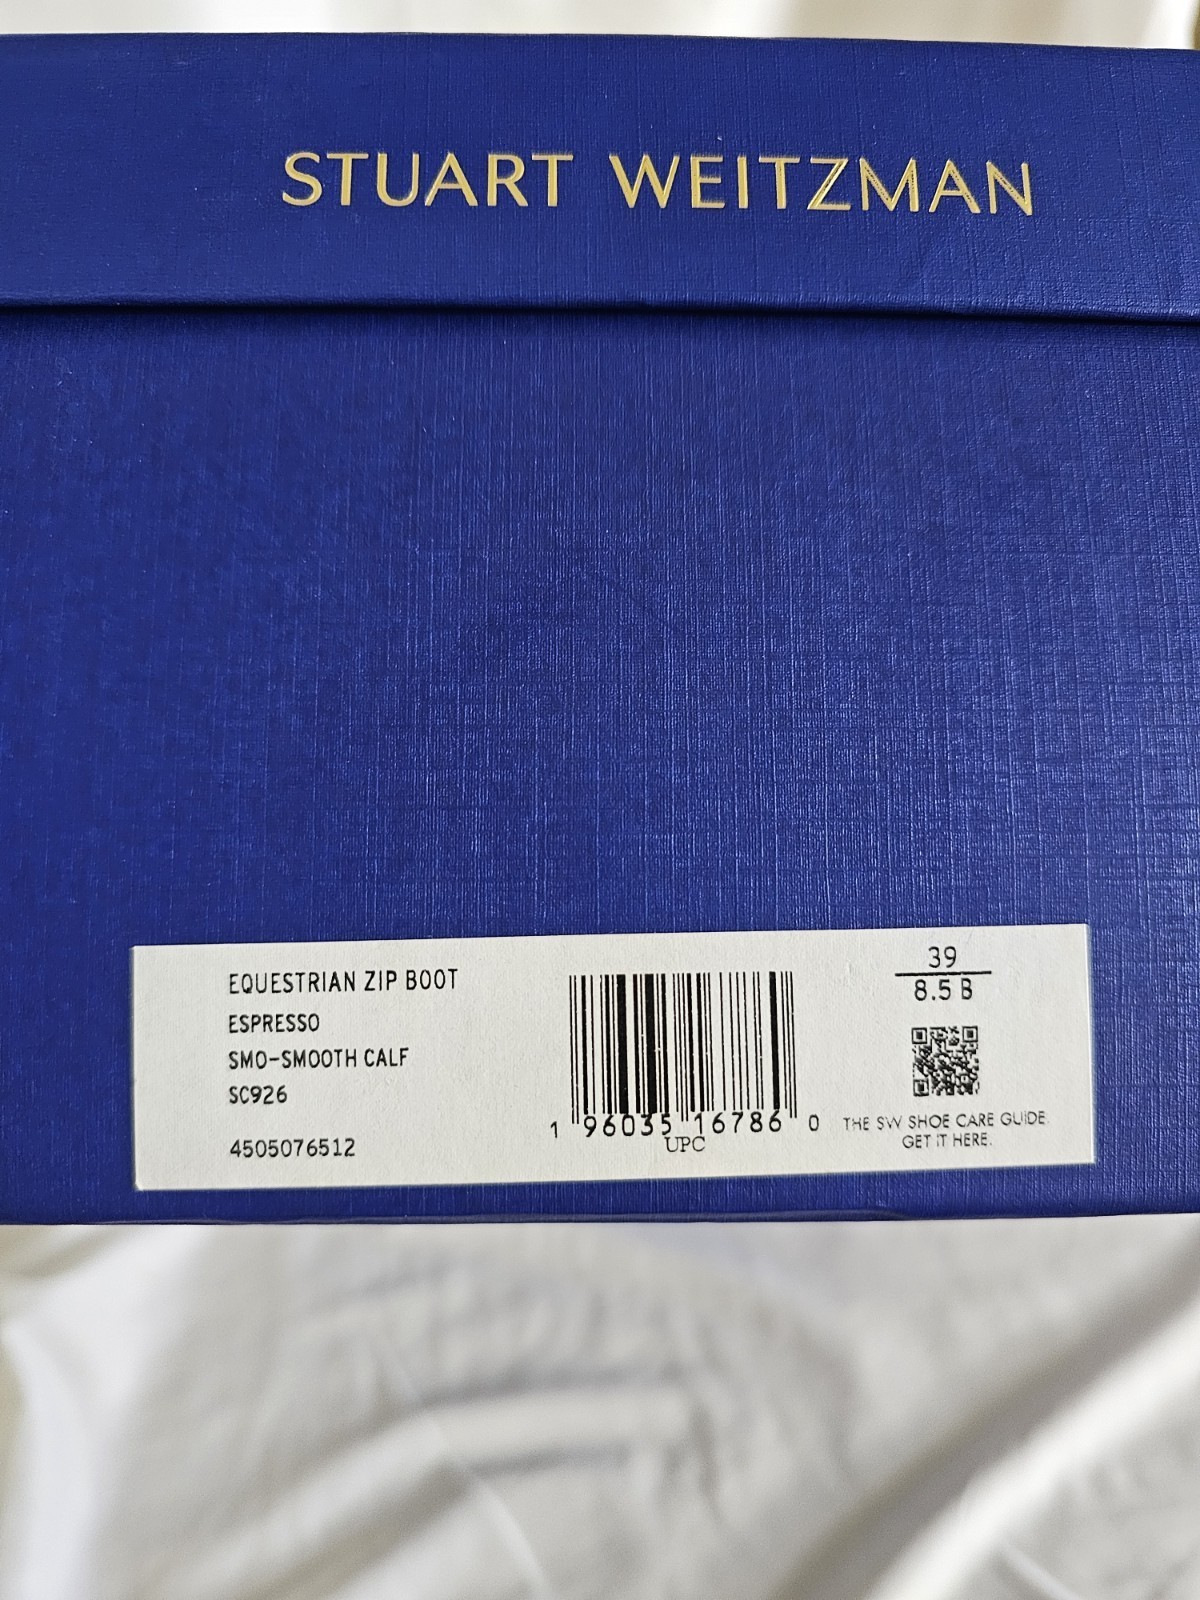 STUART WEITZMAN
EQUESTRIAN ZIP BOOT
ESPRESSO
SMO-SMOOTH CALF
SC926
4505076512
1 96035 16786 0
UPC
39
8.5 B
THE SW SHOE CARE GUIDE.
GET IT HERE.